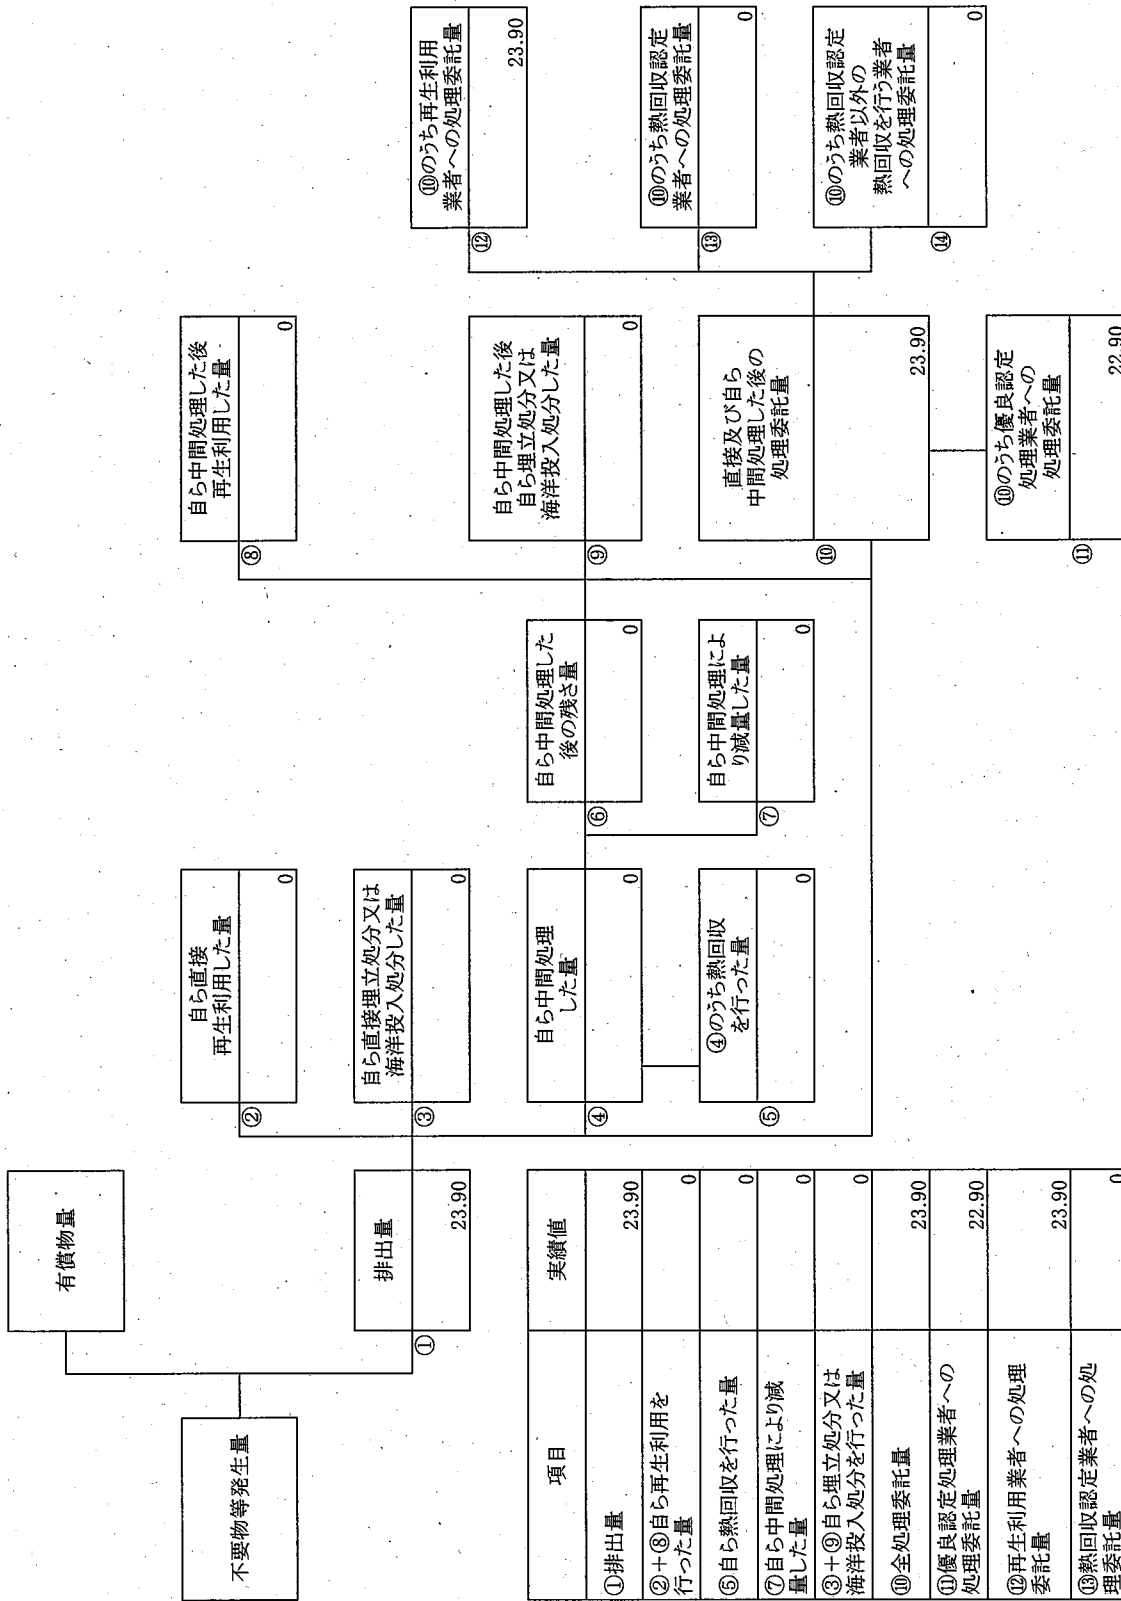 不要物等発生量
有償物量
排出量
①
23.90
自ら直接
再生利用した量
②
0
自ら直接埋立処分又は
海洋投入処分した量
③
0
自ら中間処理
した量
④
0
④のうち熱回収
を行った量
⑤
0
自ら中間処理した
後の残さ量
⑥
0
自ら中間処理によ
り減量した量
⑦
0
自ら中間処理した後
再生利用した量
⑧
0
自ら中間処理した後
自ら埋立処分又は
海洋投入処分した量
⑨
0
直接及び自ら
中間処理した後の
処理委託量
⑩
23.90
⑩のうち優良認定
処理業者への
処理委託量
⑪
22.90
⑩のうち再生利用
業者への処理委託量
⑫
23.90
⑩のうち熱回収認定
業者への処理委託量
⑬
0
⑩のうち熱回収認定
業者以外の
熱回収を行う業者
への処理委託量
⑭
0
項目 実績値
①排出量 23.90
②+⑧自ら再生利用を
行った量 0
⑤自ら熱回収を行った量 0
⑦自ら中間処理により減
量した量 0
③+⑨自ら埋立処分又は
海洋投入処分を行った量 0
⑩全処理委託量 23.90
⑪優良認定処理業者への
処理委託量 22.90
⑫再生利用業者への処理
委託量 23.90
⑬熱回収認定業者への処
理委託量 0